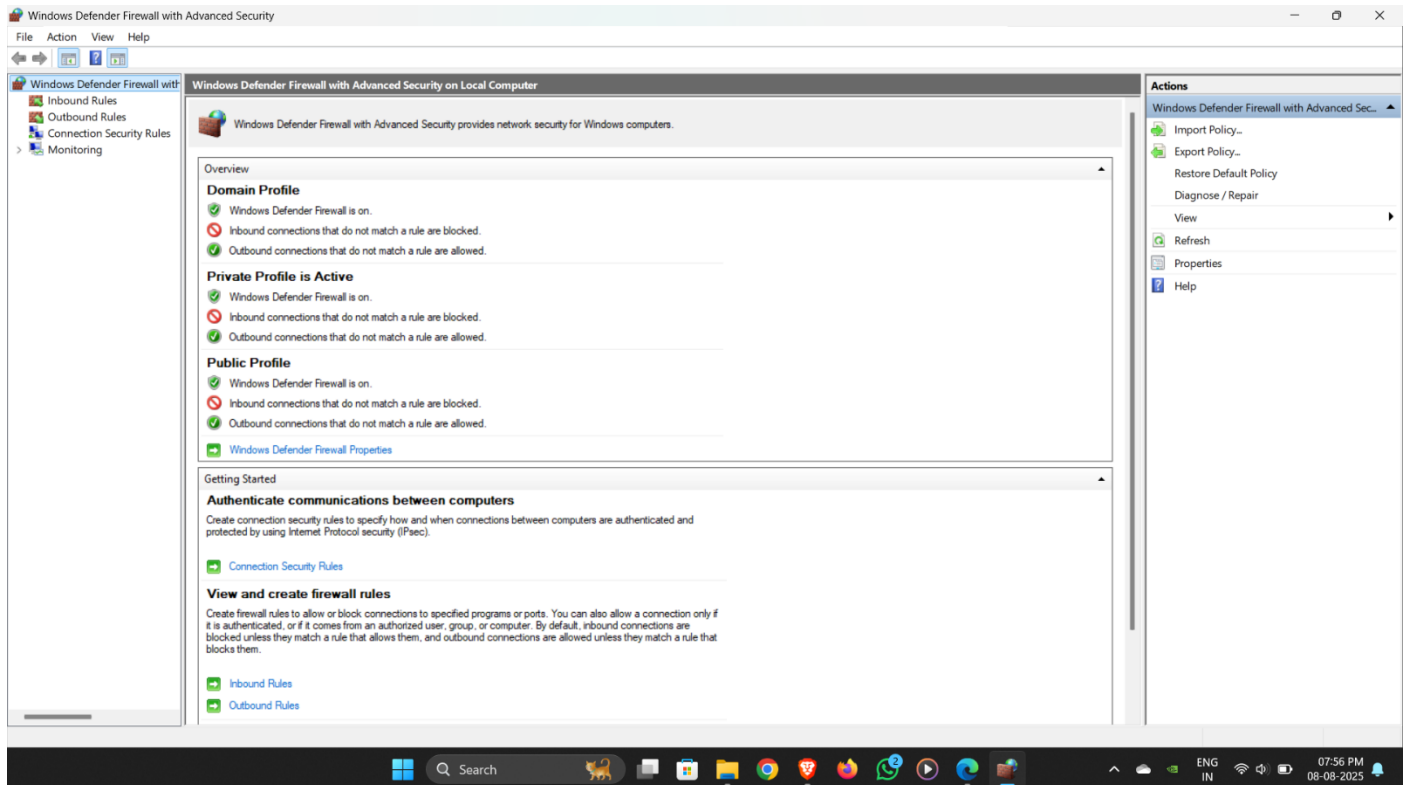 Windows Defender Firewall with Advanced Security
File Action View Help
Windows Defender Firewall with
Inbound Rules
Outbound Rules
Connection Security Rules
Monitoring
Windows Defender Firewall with Advanced Security on Local Computer
Windows Defender Firewall with Advanced Security provides network security for Windows computers.
Overview
Domain Profile
Windows Defender Firewall is on.
Inbound connections that do not match a rule are blocked.
Outbound connections that do not match a rule are allowed.
Private Profile is Active
Windows Defender Firewall is on.
Inbound connections that do not match a rule are blocked.
Outbound connections that do not match a rule are allowed.
Public Profile
Windows Defender Firewall is on.
Inbound connections that do not match a rule are blocked.
Outbound connections that do not match a rule are allowed.
Windows Defender Firewall Properties
Getting Started
Authenticate communications between computers
Create connection security rules to specify how and when connections between computers are authenticated and
protected by using Internet Protocol security (IPsec).
Connection Security Rules
View and create firewall rules
Create firewall rules to allow or block connections to specified programs or ports. You can also allow a connection only if
it is authenticated, or if it comes from an authorized user, group, or computer. By default, inbound connections are
blocked unless they match a rule that allows them, and outbound connections are allowed unless they match a rule that
blocks them.
Inbound Rules
Outbound Rules
Actions
Windows Defender Firewall with Advanced Sec...
Import Policy...
Export Policy...
Restore Default Policy
Diagnose / Repair
View
Refresh
Properties
Help
Search
2
ENG
IN
07:56 PM
08-08-2025